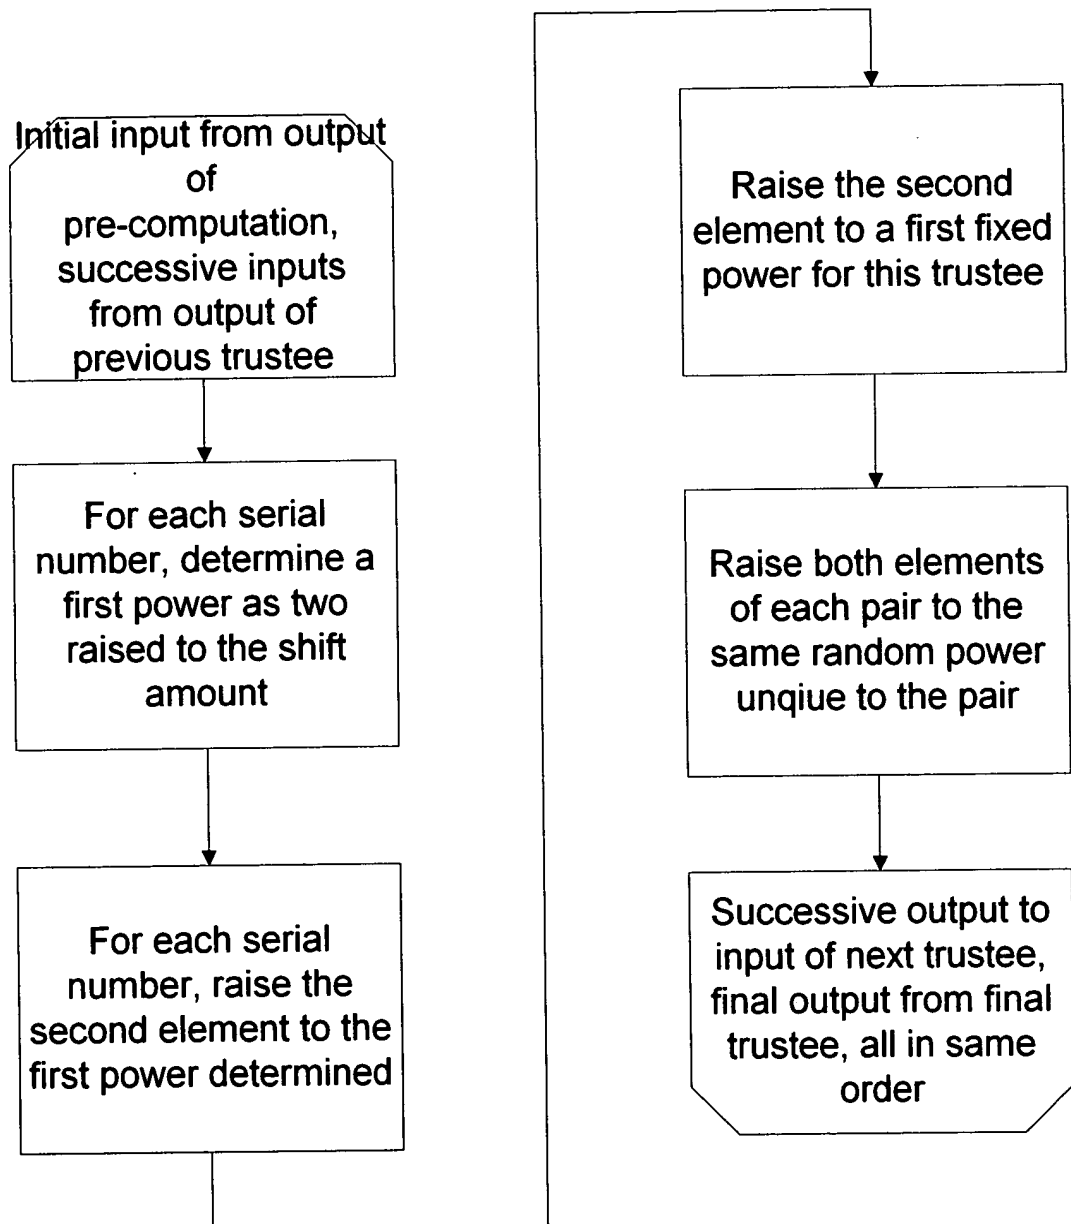 Initial input from output
of
pre-computation,
successive inputs
from output of
previous trustee
For each serial
number, determine a
first power as two
raised to the shift
amount
For each serial
number, raise the
second element to the
first power determined
Raise the second
element to a first fixed
power for this trustee
Raise both elements
of each pair to the
same random power
unqiue to the pair
Successive output to
input of next trustee,
final output from final
trustee, all in same
order